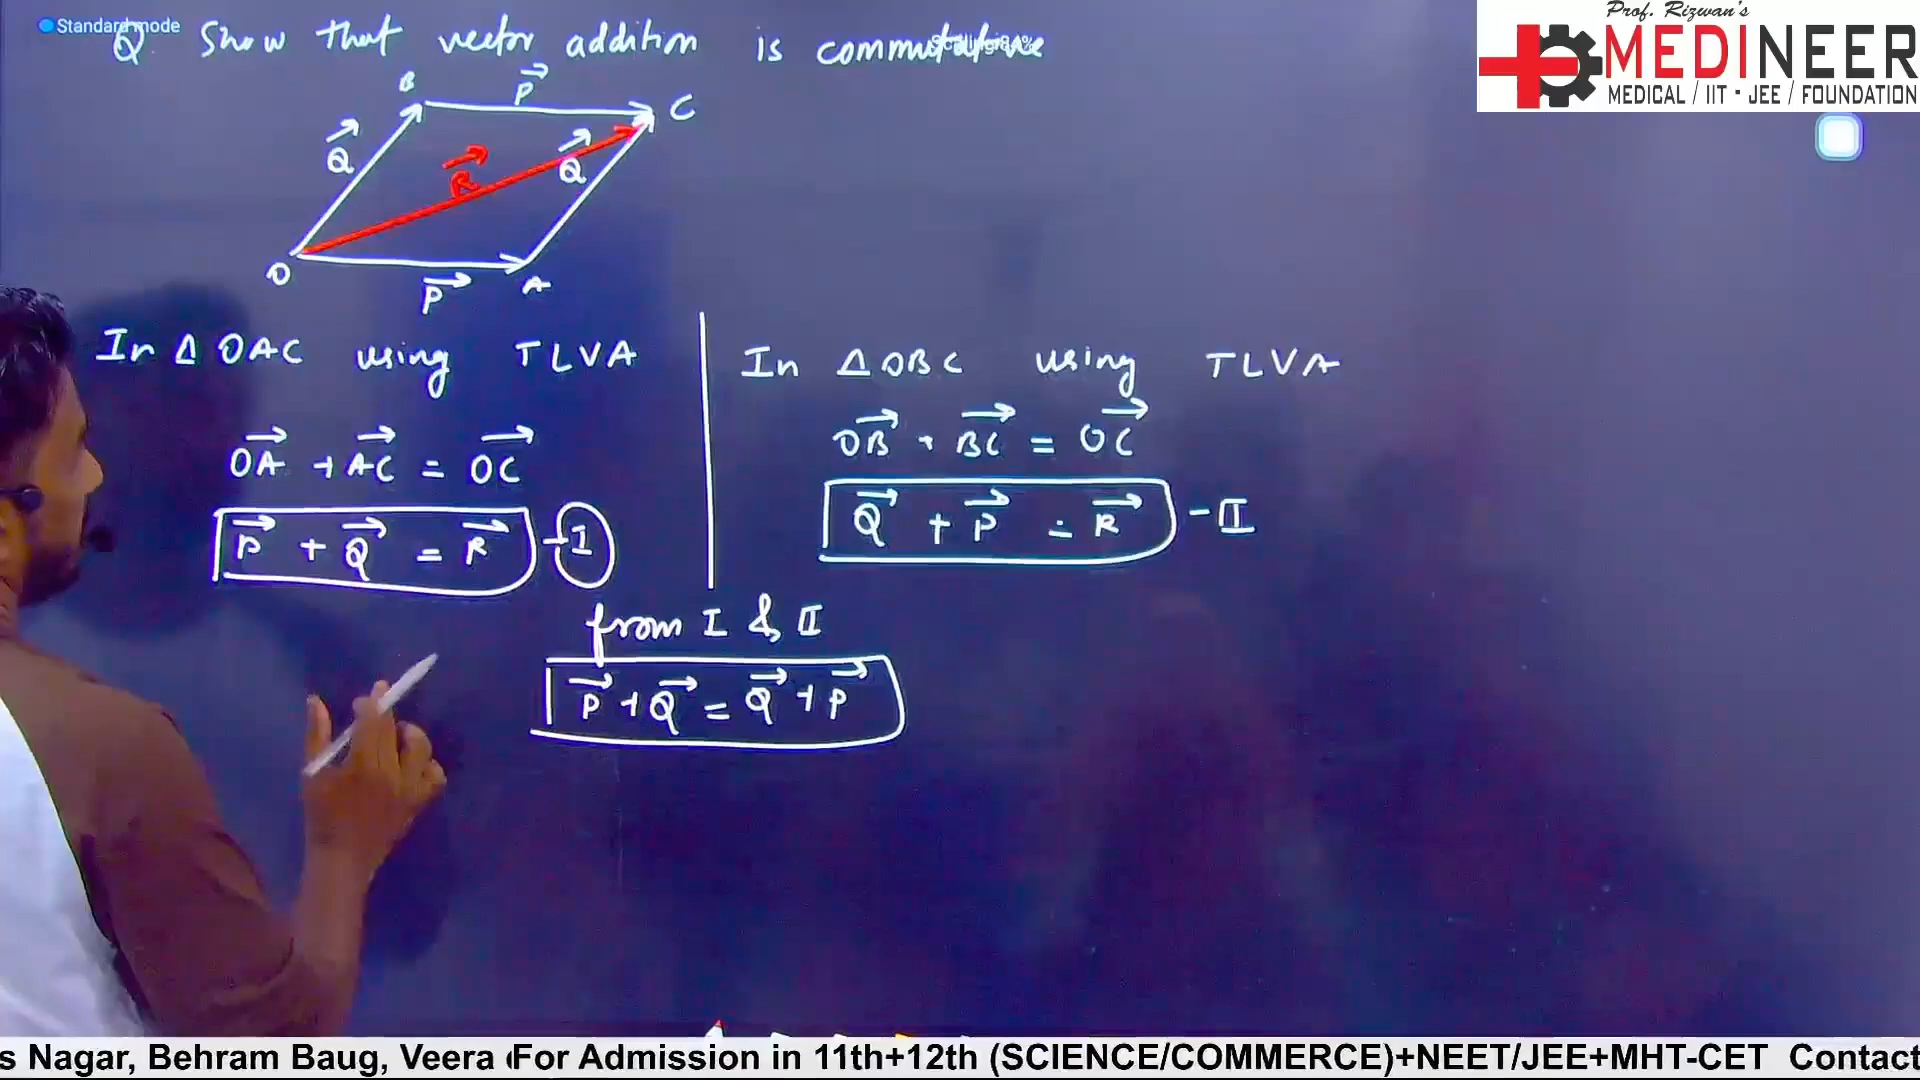 Standard mode
Prof. Rizwan's
MEDINEER
MEDICAL / IIT - JEE / FOUNDATION
Q. Show that vector addition is commutative
B P⃗ C
Q⃗ R⃗ Q⃗
O P⃗ A
In Δ OAC using TLVA
OA⃗ + AC⃗ = OC⃗
P⃗ + Q⃗ = R⃗ - I
In Δ OBC using TLVA
OB⃗ + BC⃗ = OC⃗
Q⃗ + P⃗ = R⃗ - II
from I & II
P⃗ + Q⃗ = Q⃗ + P⃗
s Nagar, Behram Baug, Veera For Admission in 11th+12th (SCIENCE/COMMERCE)+NEET/JEE+MHT-CET Contact